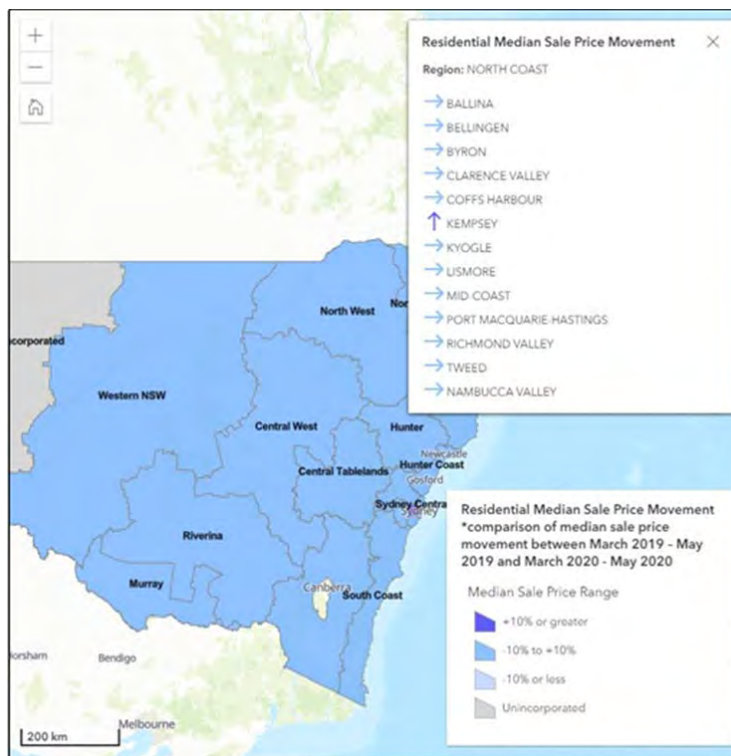 +
−
Residential Median Sale Price Movement
Region: NORTH COAST
BALLINA
BELLINGEN
BYRON
CLARENCE VALLEY
COFFS HARBOUR
KEMPSEY
KYOGLE
LISMORE
MID COAST
PORT MACQUARIE-HASTINGS
RICHMOND VALLEY
TWEED
NAMBUCCA VALLEY
North West
Nor
corporated
Western NSW
Central West
Hunter
Newcastle
Hunter Coast
Central Tablelands
Gosford
Sydney Centra
Sydney
Riverina
Murray
Canberra
South Coast
Horsham
Bendigo
Melbourne
200 km
Residential Median Sale Price Movement
*comparison of median sale price
movement between March 2019 - May
2019 and March 2020 - May 2020
Median Sale Price Range
+10% or greater
-10% to +10%
-10% or less
Unincorporated